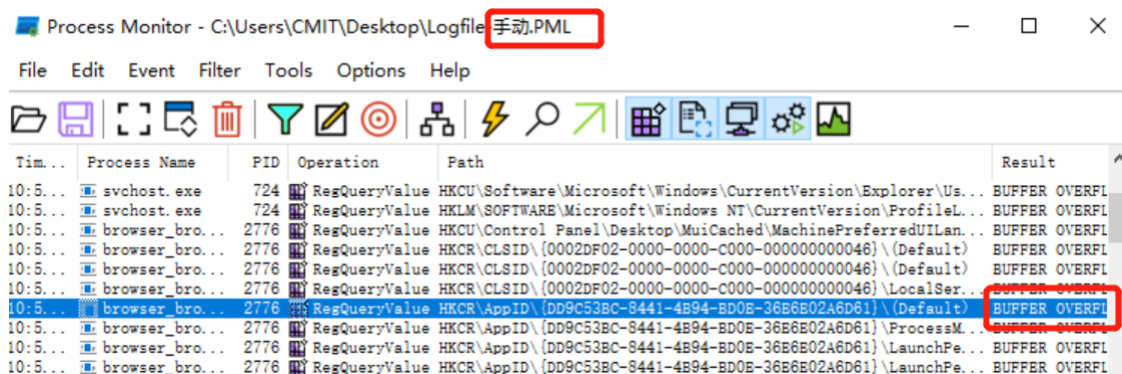 Process Monitor - C:\Users\CMIT\Desktop\Logfile手动.PML
File Edit Event Filter Tools Options Help
Tim... Process Name PID Operation Path Result
10:5... svchost.exe 724 RegQueryValue HKCU\Software\Microsoft\Windows\CurrentVersion\Explorer\Us... BUFFER OVERFL
10:5... svchost.exe 724 RegQueryValue HKLM\SOFTWARE\Microsoft\Windows NT\CurrentVersion\ProfileL... BUFFER OVERFL
10:5... browser_bro... 2776 RegQueryValue HKCU\Control Panel\Desktop\MuiCached\MachinePreferredUILan... BUFFER OVERFL
10:5... browser_bro... 2776 RegQueryValue HKCR\CLSID\{0002DF02-0000-0000-C000-000000000046}\(Default) BUFFER OVERFL
10:5... browser_bro... 2776 RegQueryValue HKCR\CLSID\{0002DF02-0000-0000-C000-000000000046}\(Default) BUFFER OVERFL
10:5... browser_bro... 2776 RegQueryValue HKCR\CLSID\{0002DF02-0000-0000-C000-000000000046}\LocalSer... BUFFER OVERFL
10:5... browser_bro... 2776 RegQueryValue HKCR\AppID\{DD9C53BC-8441-4B94-BD0E-36E6E02A6D61}\(Default) BUFFER OVERFL
10:5... browser_bro... 2776 RegQueryValue HKCR\AppID\{DD9C53BC-8441-4B94-BD0E-36E6E02A6D61}\ProcessM... BUFFER OVERFL
10:5... browser_bro... 2776 RegQueryValue HKCR\AppID\{DD9C53BC-8441-4B94-BD0E-36E6E02A6D61}\LaunchPe... BUFFER OVERFL
10:5... browser_bro... 2776 RegQueryValue HKCR\AppID\{DD9C53BC-8441-4B94-BD0E-36E6E02A6D61}\LaunchPe... BUFFER OVERFL